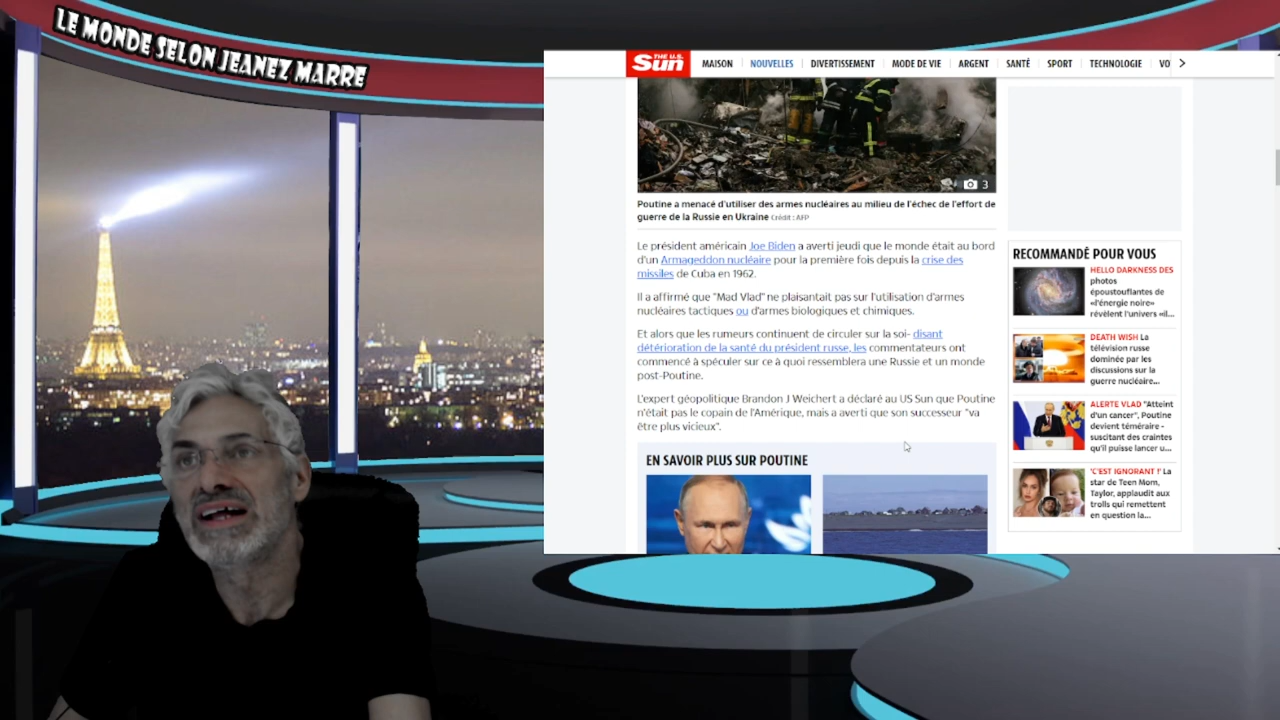 LE MONDE SELON JEANEZ MARRE
THE U.S. Sun
MAISON NOUVELLES DIVERTISSEMENT MODE DE VIE ARGENT SANTÉ SPORT TECHNOLOGIE VO
3
Poutine a menacé d'utiliser des armes nucléaires au milieu de l'échec de l'effort de
guerre de la Russie en Ukraine Crédit : AFP
Le président américain Joe Biden a averti jeudi que le monde était au bord
d'un Armageddon nucléaire pour la première fois depuis la crise des
missiles de Cuba en 1962.
Il a affirmé que "Mad Vlad" ne plaisantait pas sur l'utilisation d'armes
nucléaires tactiques ou d'armes biologiques et chimiques.
Et alors que les rumeurs continuent de circuler sur la soi- disant
détérioration de la santé du président russe, les commentateurs ont
commencé à spéculer sur ce à quoi ressemblera une Russie et un monde
post-Poutine.
L'expert géopolitique Brandon J Weichert a déclaré au US Sun que Poutine
n'était pas le copain de l'Amérique, mais a averti que son successeur "va
être plus vicieux".
EN SAVOIR PLUS SUR POUTINE
RECOMMANDÉ POUR VOUS
HELLO DARKNESS DES
photos
époustouflantes de
«l'énergie noire»
révèlent l'univers «il...
DEATH WISH La
télévision russe
dominée par les
discussions sur la
guerre nucléaire...
ALERTE VLAD "Atteint
d'un cancer", Poutine
devient téméraire -
suscitant des craintes
qu'il puisse lancer u...
'C'EST IGNORANT !' La
star de Teen Mom,
Taylor, applaudit aux
trolls qui remettent
en question la...